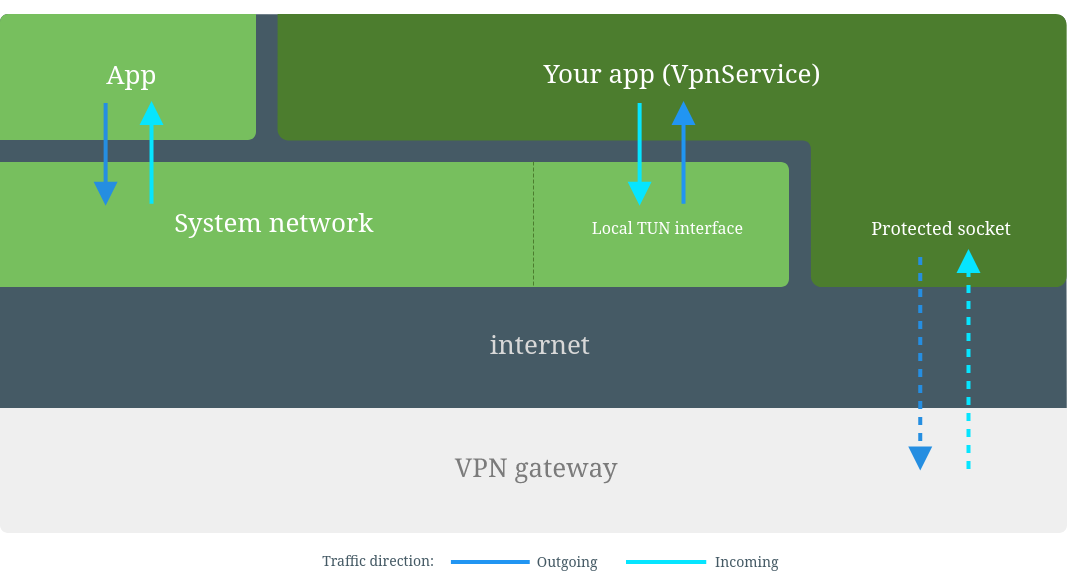 App
Your app (VpnService)
System network
Local TUN interface
Protected socket
internet
VPN gateway
Traffic direction:
Outgoing
Incoming